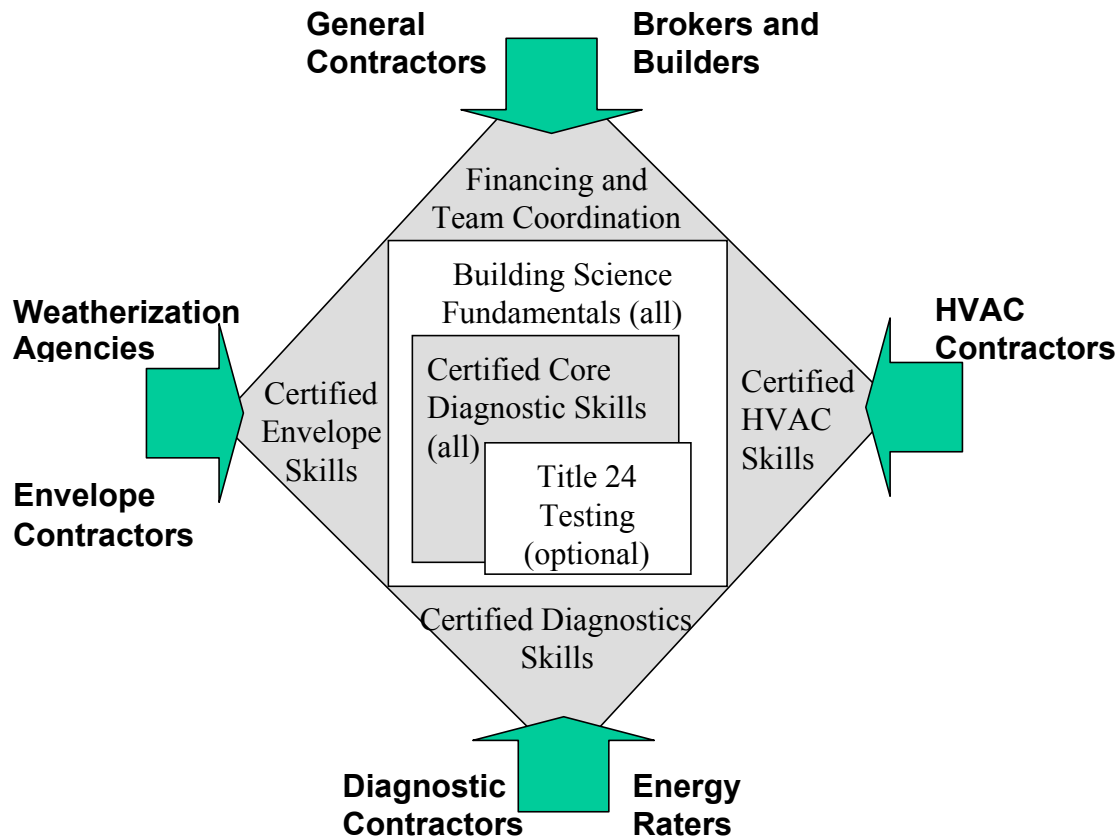 General
Contractors
Brokers and
Builders
Financing and
Team Coordination
Building Science
Fundamentals (all)
Weatherization
Agencies
HVAC
Contractors
Certified Core
Diagnostic Skills
(all)
Certified
Envelope
Skills
Certified
HVAC
Skills
Title 24
Testing
(optional)
Envelope
Contractors
Certified Diagnostics
Skills
Diagnostic
Contractors
Energy
Raters